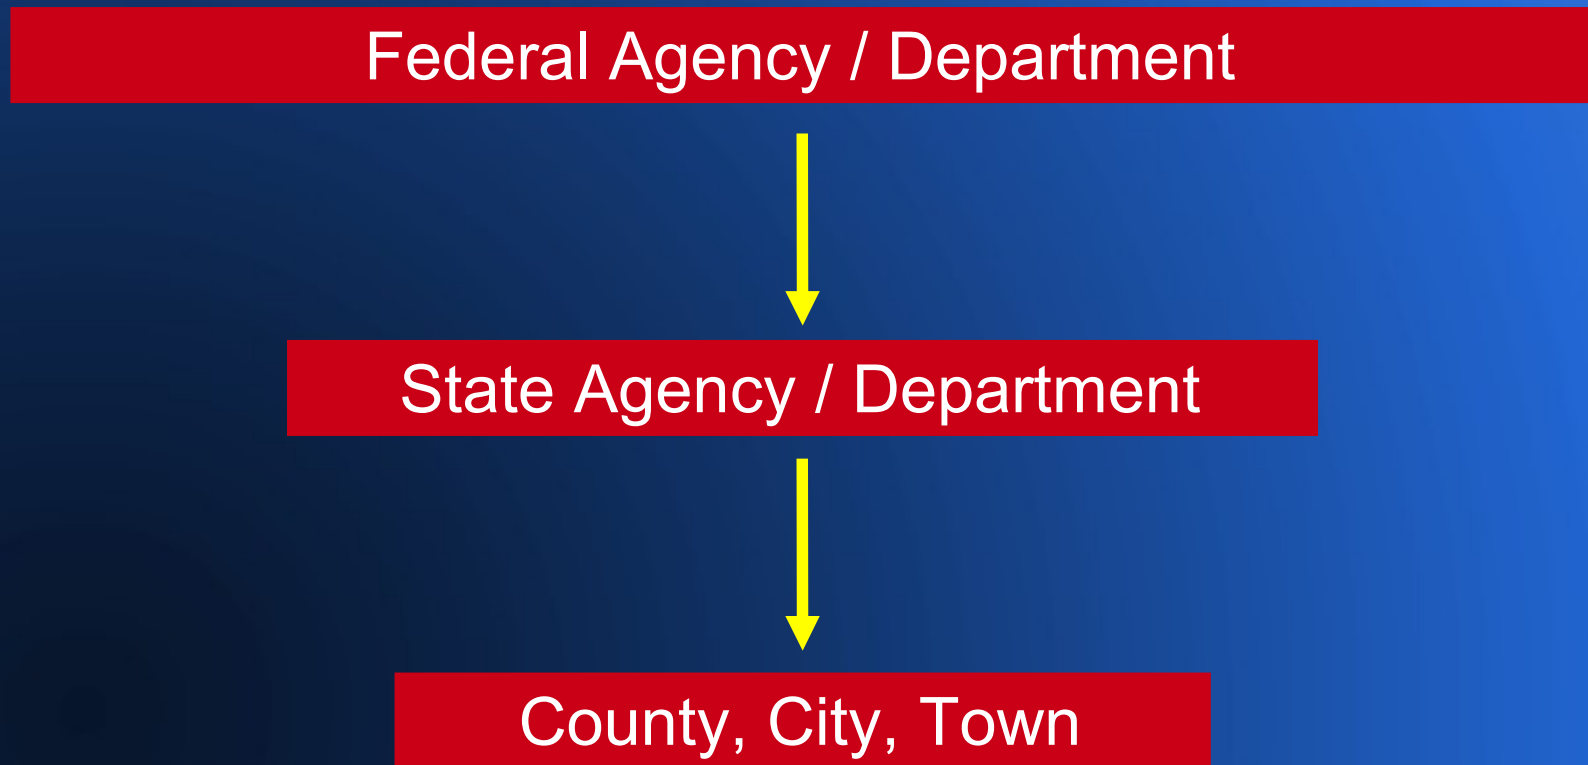 Federal Agency / Department
State Agency / Department
County, City, Town